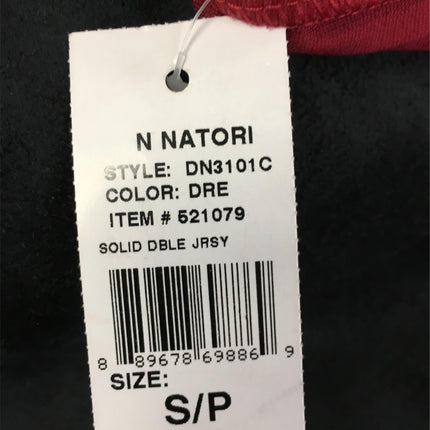 N NATORI
STYLE: DN3101C
COLOR: DRE
ITEM # 521079
SOLID DBLE JRSY
8 89678 69886 9
SIZE:
S/P